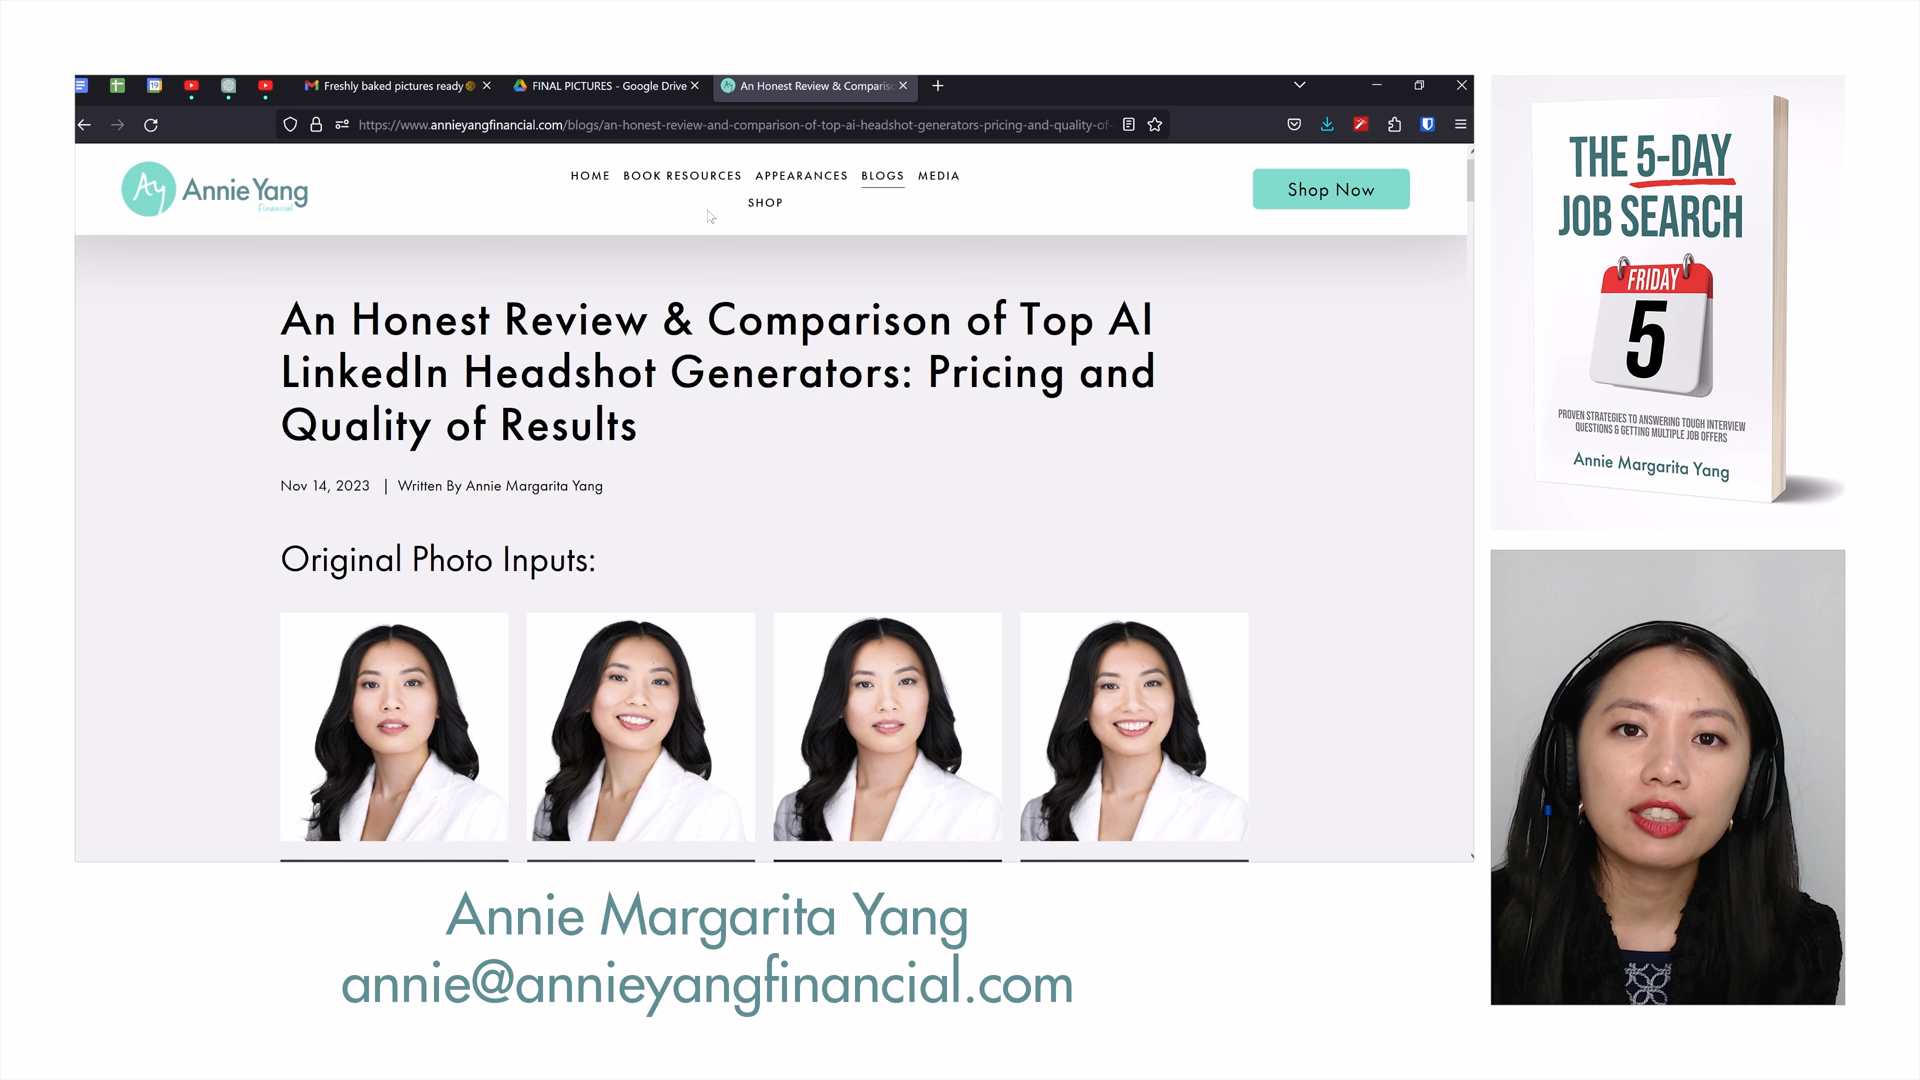 Freshly baked pictures ready
FINAL PICTURES - Google Drive
An Honest Review & Comparis
https://www.annieyangfinancial.com/blogs/an-honest-review-and-comparison-of-top-ai-headshot-generators-pricing-and-quality-of-
Ay
Annie Yang
Financial
HOME BOOK RESOURCES APPEARANCES BLOGS MEDIA
SHOP
Shop Now
An Honest Review & Comparison of Top AI
LinkedIn Headshot Generators: Pricing and
Quality of Results
Nov 14, 2023 | Written By Annie Margarita Yang
Original Photo Inputs:
THE 5-DAY
JOB SEARCH
FRIDAY
5
PROVEN STRATEGIES TO ANSWERING TOUGH INTERVIEW
QUESTIONS & GETTING MULTIPLE JOB OFFERS
Annie Margarita Yang
Annie Margarita Yang
annie@annieyangfinancial.com